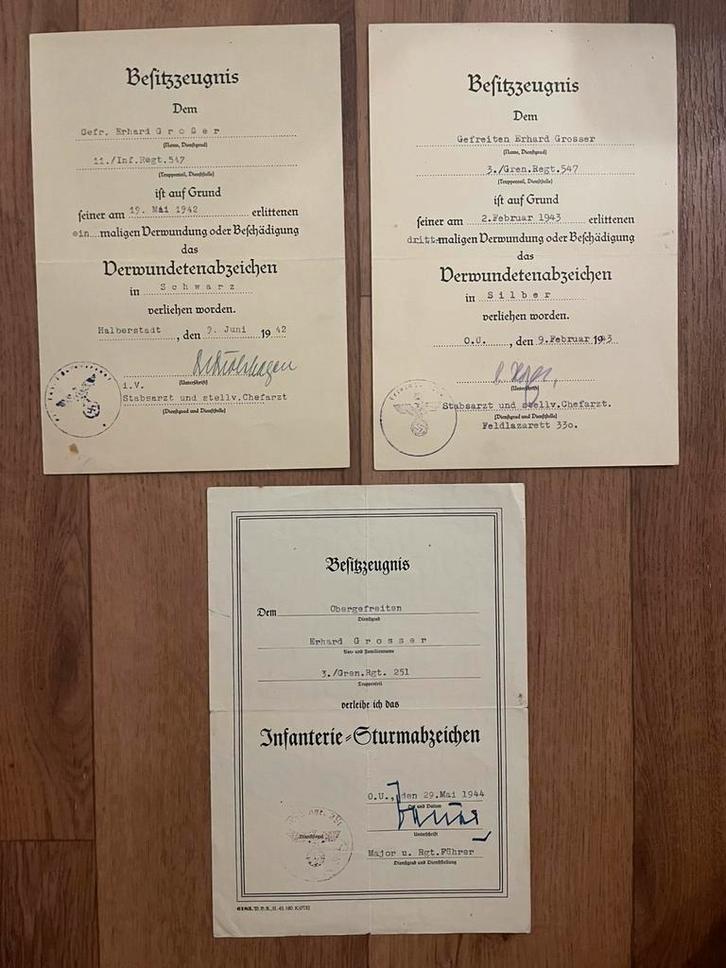 Besitzzeugnis
Dem
Gefr. Erhard G r o ß e r
(Name, Dienstgrad)
11./Inf.Regt.547
(Truppenteil, Dienststelle)
ist auf Grund
seiner am 19. Mai 1942 erlittenen
ein maligen Verwundung oder Beschädigung
das
Verwundetenabzeichen
in S c h w a r z
verliehen worden.
Halberstadt, den 9. Juni 1942
(Unterschrift)
i.V.
Stabsarzt und stellv.Chefarzt
(Dienstgrad und Dienststelle)
Besitzzeugnis
Dem
Gefreiten Erhard Grosser
(Name, Dienstgrad)
3./Gren.Regt.547
(Truppenteil, Dienststelle)
ist auf Grund
seiner am 2.Februar 1943 erlittenen
dritt maligen Verwundung oder Beschädigung
das
Verwundetenabzeichen
in S i l b e r
verliehen worden.
O.U., den 9.Februar 1943.
(Unterschrift)
Stabsarzt und stellv.Chefarzt.
(Dienstgrad und Dienststelle)
Feldlazarett 330.
Besitzzeugnis
Dem Obergefreiten
Dienstgrad
Erhard G r o s s e r
Vor- und Familienname
3./Gren.Rgt. 251
Truppenteil
verleihe ich das
Infanterie-Sturmabzeichen
O.U., den 29.Mai 1944
Ort und Datum
Unterschrift
Major u. Rgt.Führer
Dienstgrad und Dienststellung
Dienstsiegel